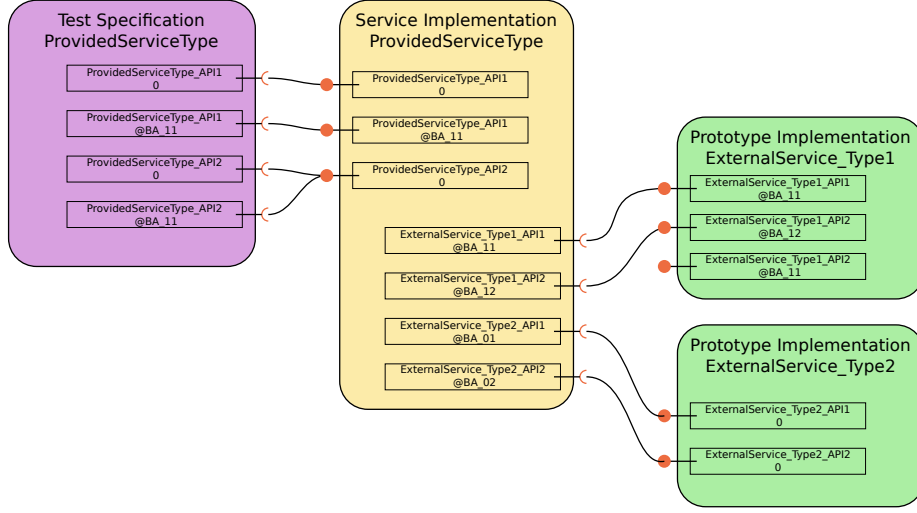 Test Specification
ProvidedServiceType
ProvidedServiceType_API1
0
ProvidedServiceType_API1
@BA_11
ProvidedServiceType_API2
0
ProvidedServiceType_API2
@BA_11
Service Implementation
ProvidedServiceType
ProvidedServiceType_API1
0
ProvidedServiceType_API1
@BA_11
ProvidedServiceType_API2
0
ExternalService_Type1_API1
@BA_11
ExternalService_Type1_API2
@BA_12
ExternalService_Type2_API1
@BA_01
ExternalService_Type2_API2
@BA_02
Prototype Implementation
ExternalService_Type1
ExternalService_Type1_API1
@BA_11
ExternalService_Type1_API2
@BA_12
ExternalService_Type1_API2
@BA_11
Prototype Implementation
ExternalService_Type2
ExternalService_Type2_API1
0
ExternalService_Type2_API2
0